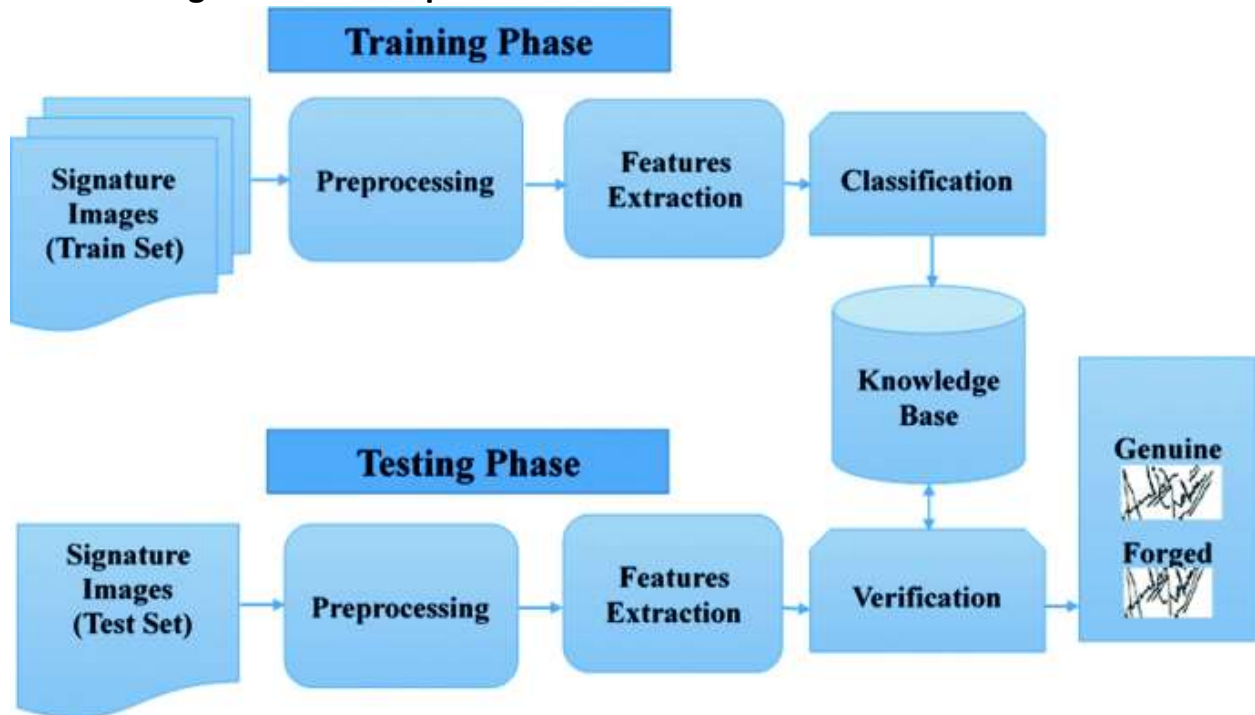 Training Phase
Signature
Images
(Train Set)
Preprocessing
Features
Extraction
Classification
Knowledge
Base
Testing Phase
Signature
Images
(Test Set)
Preprocessing
Features
Extraction
Verification
Genuine
Forged